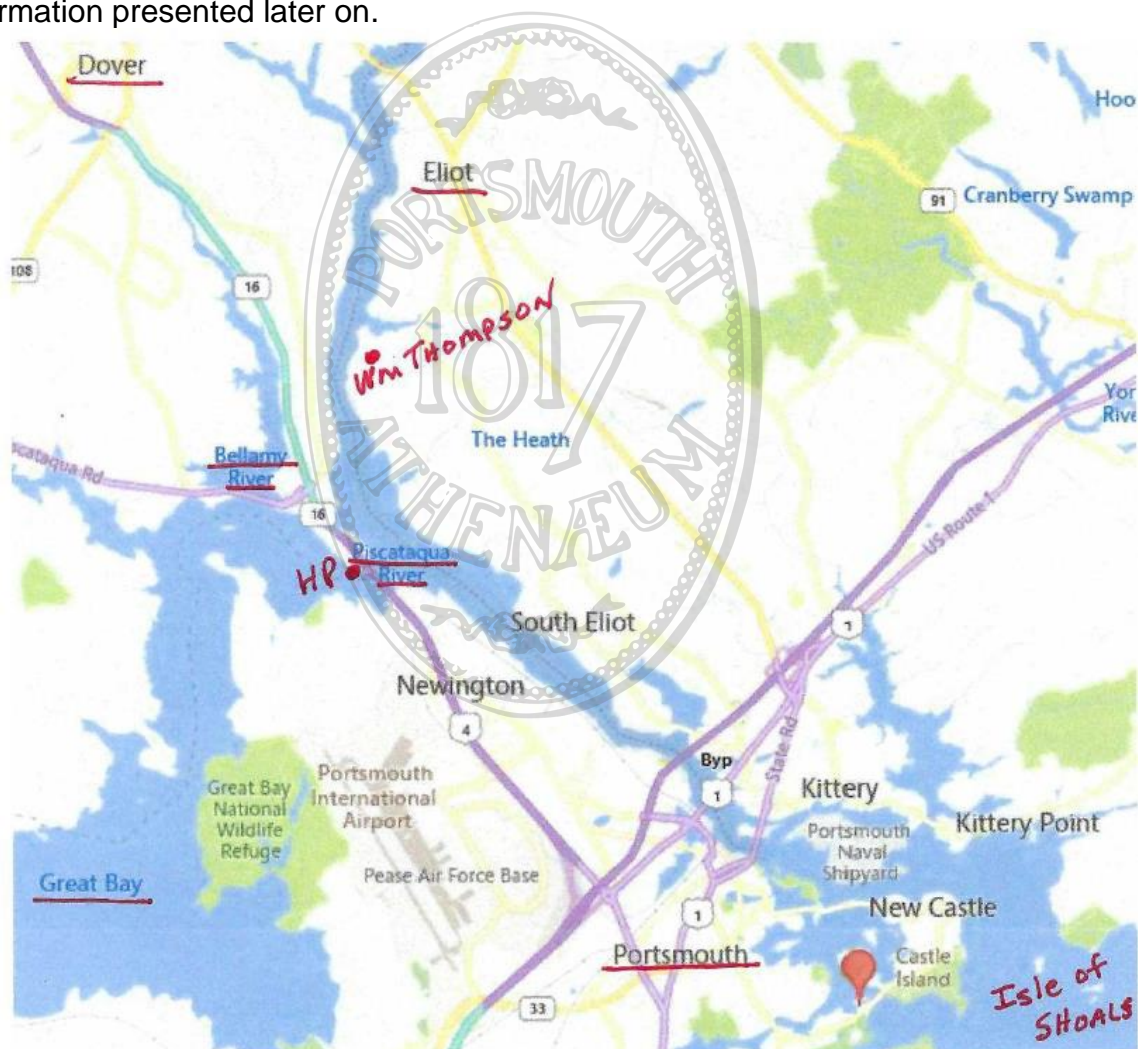 rmation presented later on.
Dover
Hoo
Eliot
91 Cranberry Swamp
108
16
Wm THOMPSON
PORTSMOUTH
1817
ATHENÆUM
The Heath
Yor
Rive
Bellamy
River
scataqua Rd
16
US Route 1
Piscataqua
River
HP
South Eliot
1
Newington
4
Byp
1
State Rd
Kittery
Portsmouth
International
Airport
Great Bay
National
Wildlife
Refuge
Kittery Point
Portsmouth
Naval
Shipyard
Pease Air Force Base
Great Bay
New Castle
1
Portsmouth
Castle
Island
Isle of
SHOALS
33